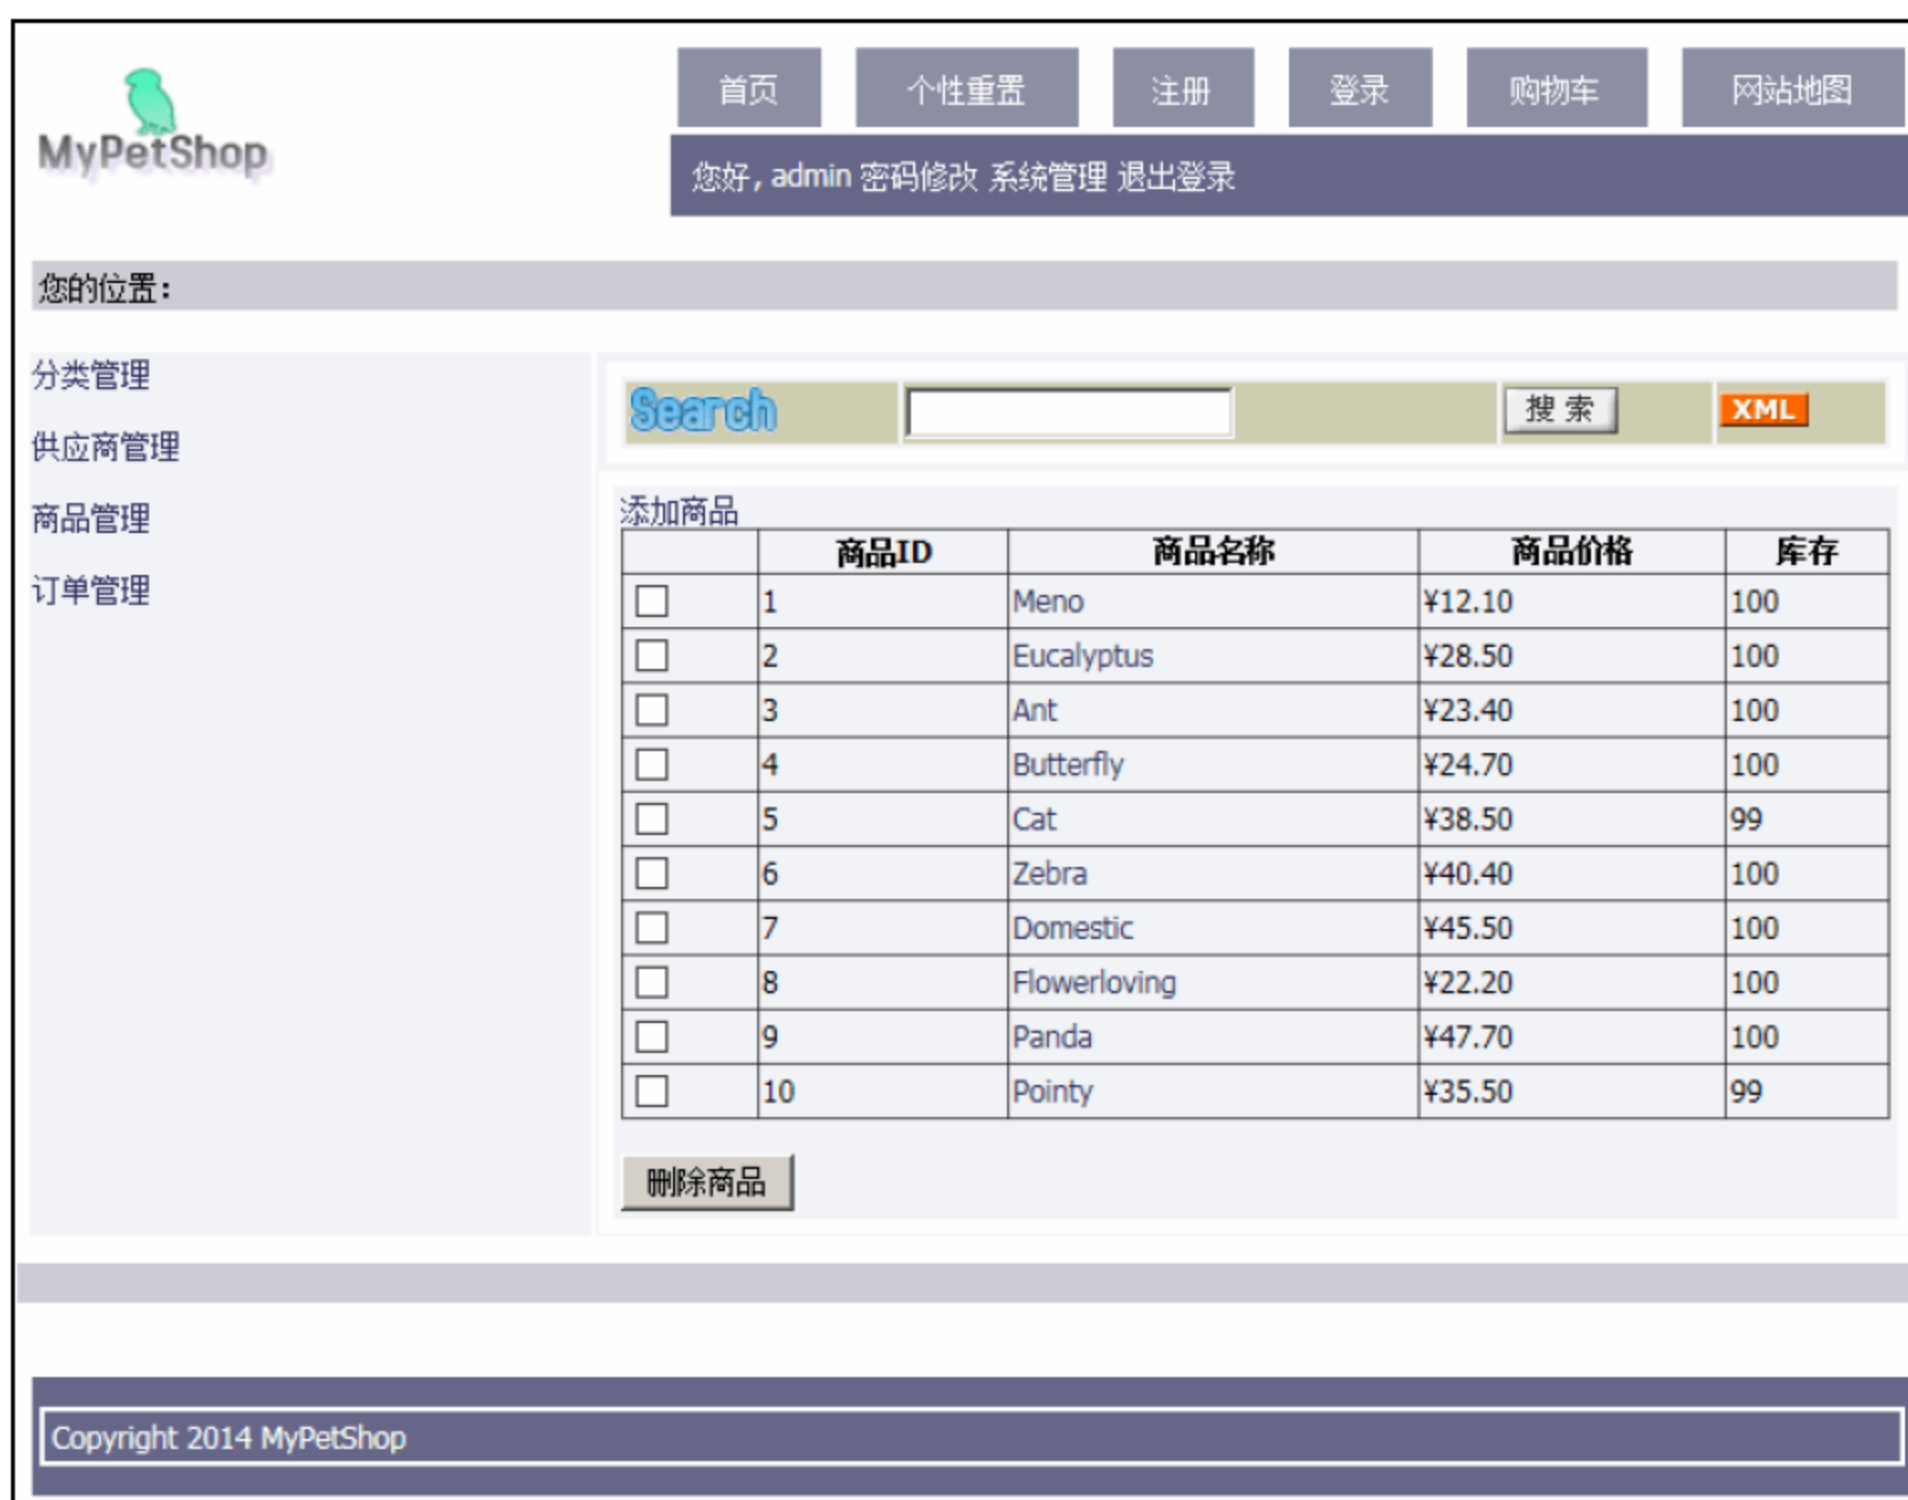 MyPetShop
首页 个性重置 注册 登录 购物车 网站地图
您好, admin 密码修改 系统管理 退出登录
您的位置:
分类管理
供应商管理
商品管理
订单管理
Search 搜 索 XML
添加商品
商品ID 商品名称 商品价格 库存
1 Meno ¥12.10 100
2 Eucalyptus ¥28.50 100
3 Ant ¥23.40 100
4 Butterfly ¥24.70 100
5 Cat ¥38.50 99
6 Zebra ¥40.40 100
7 Domestic ¥45.50 100
8 Flowerloving ¥22.20 100
9 Panda ¥47.70 100
10 Pointy ¥35.50 99
删除商品
Copyright 2014 MyPetShop